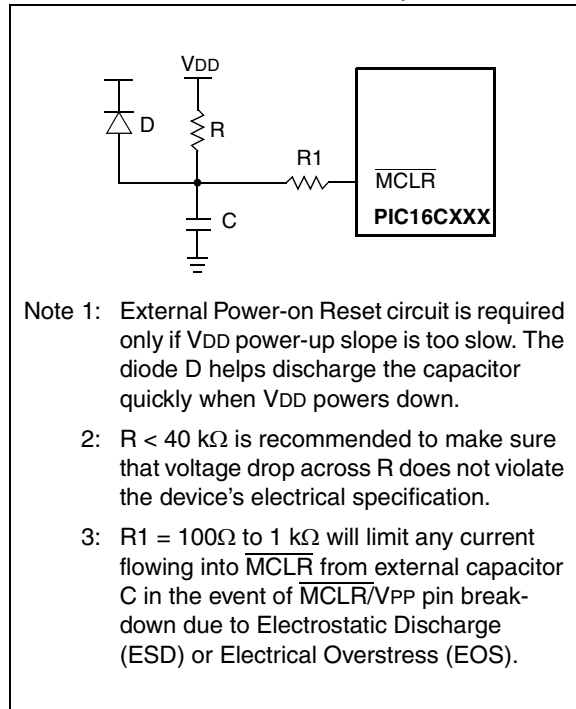 VDD
D
R
R1
MCLR
PIC16CXXX
C
Note 1: External Power-on Reset circuit is required
only if VDD power-up slope is too slow. The
diode D helps discharge the capacitor
quickly when VDD powers down.
2: R < 40 kΩ is recommended to make sure
that voltage drop across R does not violate
the device's electrical specification.
3: R1 = 100Ω to 1 kΩ will limit any current
flowing into MCLR from external capacitor
C in the event of MCLR/VPP pin break-
down due to Electrostatic Discharge
(ESD) or Electrical Overstress (EOS).